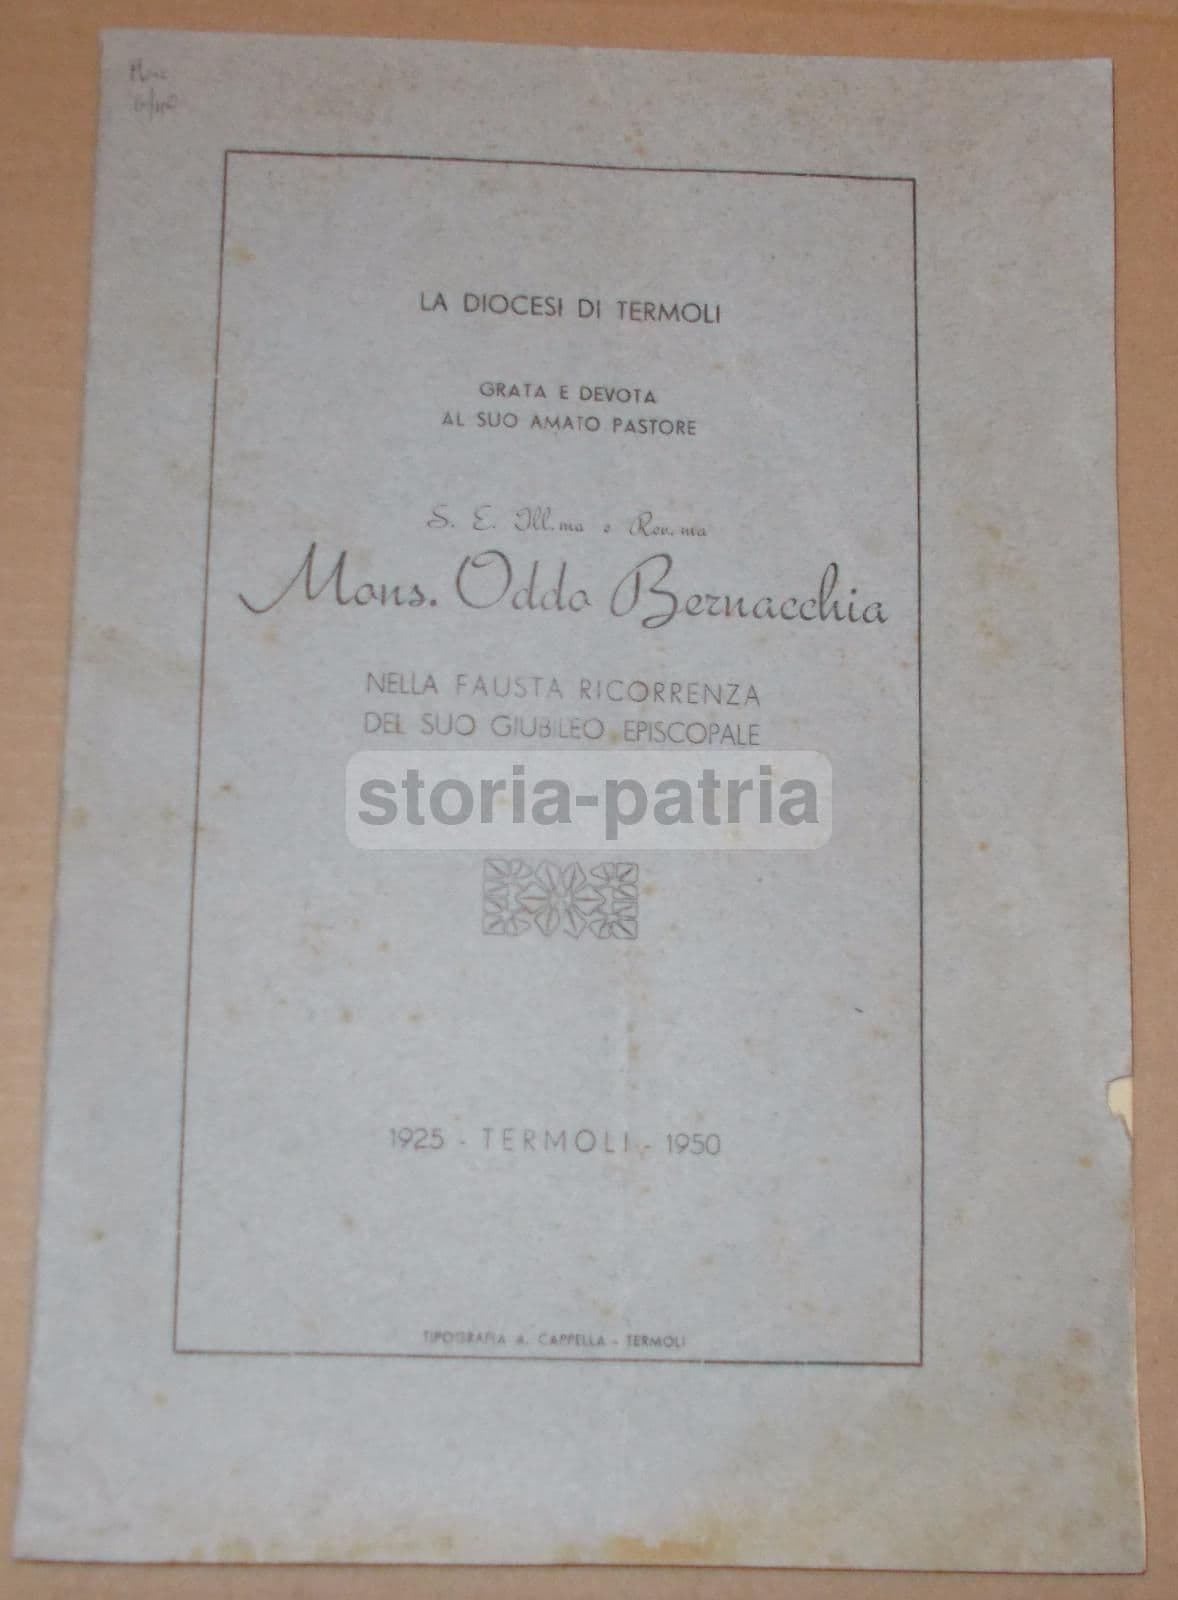 LA DIOCESI DI TERMOLI
GRATA E DEVOTA
AL SUO AMATO PASTORE
S. E. Ill.ma e Rev.ma
Mons. Oddo Bernacchia
NELLA FAUSTA RICORRENZA
DEL SUO GIUBILEO EPISCOPALE
storia-patria
1925 - TERMOLI - 1950
TIPOGRAFIA A. CAPPELLA - TERMOLI